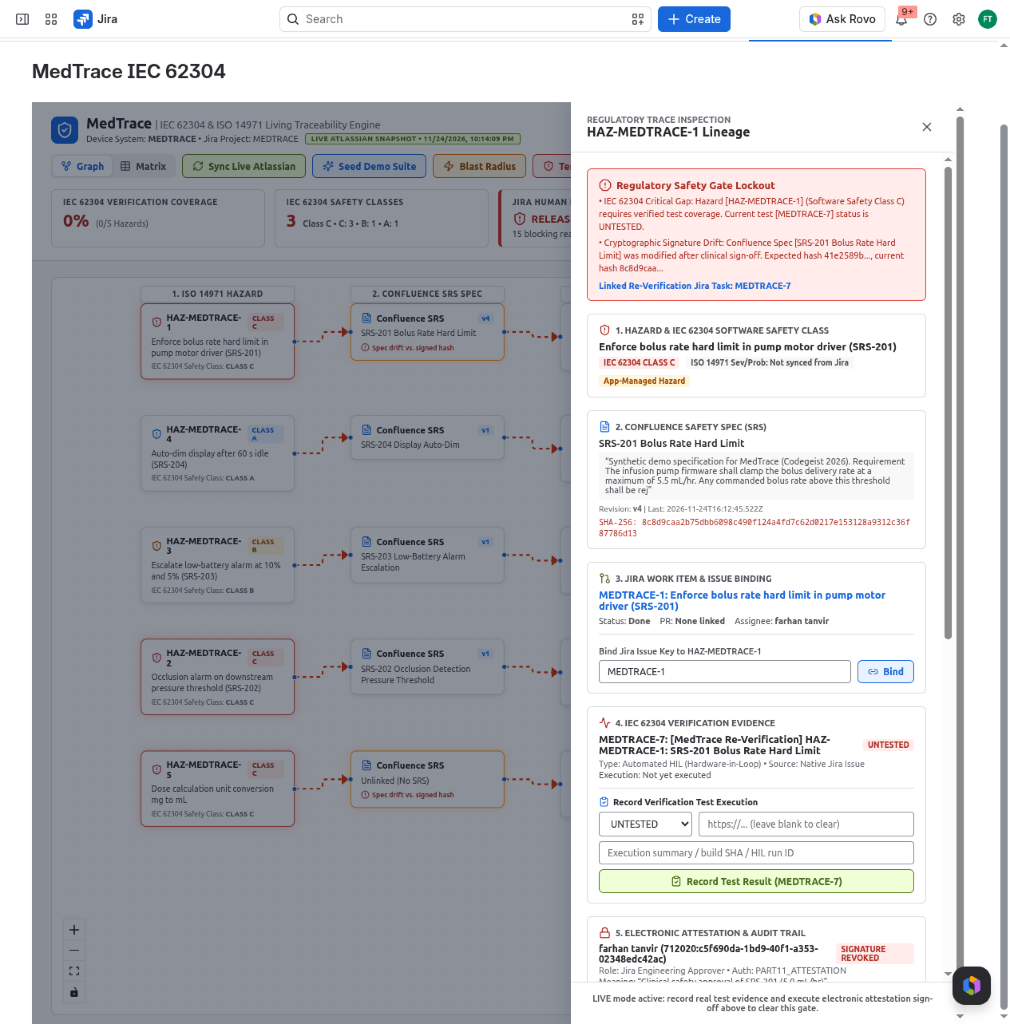 Jira
Search
Create
Ask Rovo
9+
FT
MedTrace IEC 62304
MedTrace | IEC 62304 & ISO 14971 Living Traceability Engine
Device System: MEDTRACE • Jira Project: MEDTRACE LIVE ATLASSIAN SNAPSHOT • 11/24/2026, 10:14:09 PM
Graph
Matrix
Sync Live Atlassian
Seed Demo Suite
Blast Radius
IEC 62304 VERIFICATION COVERAGE
0% (0/5 Hazards)
IEC 62304 SAFETY CLASSES
3 Class C • C: 3 • B: 1 • A: 1
JIRA HUMAN
RELEAS
15 blocking
1. ISO 14971 HAZARD
2. CONFLUENCE SRS SPEC
HAZ-MEDTRACE-
1
CLASS
C
Enforce bolus rate hard limit in
pump motor driver (SRS-201)
IEC 62304 Safety Class: CLASS C
Confluence SRS
v4
SRS-201 Bolus Rate Hard Limit
Spec drift vs. signed hash
HAZ-MEDTRACE-
4
CLASS
A
Auto-dim display after 60 s idle
(SRS-204)
IEC 62304 Safety Class: CLASS A
Confluence SRS
v1
SRS-204 Display Auto-Dim
HAZ-MEDTRACE-
3
CLASS
B
Escalate low-battery alarm at 10%
and 5% (SRS-203)
IEC 62304 Safety Class: CLASS B
Confluence SRS
v1
SRS-203 Low-Battery Alarm
Escalation
HAZ-MEDTRACE-
2
CLASS
C
Occlusion alarm on downstream
pressure threshold (SRS-202)
IEC 62304 Safety Class: CLASS C
Confluence SRS
v1
SRS-202 Occlusion Detection
Pressure Threshold
HAZ-MEDTRACE-
5
CLASS
C
Dose calculation unit conversion
mg to mL
IEC 62304 Safety Class: CLASS C
Confluence SRS
Unlinked (No SRS)
Spec drift vs. signed hash
REGULATORY TRACE INSPECTION
HAZ-MEDTRACE-1 Lineage
Regulatory Safety Gate Lockout
• IEC 62304 Critical Gap: Hazard [HAZ-MEDTRACE-1] (Software Safety Class C)
requires verified test coverage. Current test [MEDTRACE-7] status is
UNTESTED.
• Cryptographic Signature Drift: Confluence Spec [SRS-201 Bolus Rate Hard
Limit] was modified after clinical sign-off. Expected hash 41e2589b..., current
hash 8c8d9caa...
Linked Re-Verification Jira Task: MEDTRACE-7
1. HAZARD & IEC 62304 SOFTWARE SAFETY CLASS
Enforce bolus rate hard limit in pump motor driver (SRS-201)
IEC 62304 CLASS C
ISO 14971 Sev/Prob: Not synced from Jira
App-Managed Hazard
2. CONFLUENCE SAFETY SPEC (SRS)
SRS-201 Bolus Rate Hard Limit
"Synthetic demo specification for MedTrace (Codegeist 2026). Requirement
The infusion pump firmware shall clamp the bolus delivery rate at a
maximum of 5.5 mL/hr. Any commanded bolus rate above this threshold
shall be rej"
Revision: v4 | Last: 2026-11-24T16:12:45.522Z
SHA-256: 8c8d9caa2b75dbb6098c490f124a4fd7c62d0217e153128a9312c36f
87786d13
3. JIRA WORK ITEM & ISSUE BINDING
MEDTRACE-1: Enforce bolus rate hard limit in pump motor
driver (SRS-201)
Status: Done PR: None linked Assignee: farhan tanvir
Bind Jira Issue Key to HAZ-MEDTRACE-1
MEDTRACE-1
Bind
4. IEC 62304 VERIFICATION EVIDENCE
MEDTRACE-7: [MedTrace Re-Verification] HAZ-
MEDTRACE-1: SRS-201 Bolus Rate Hard Limit
UNTESTED
Type: Automated HIL (Hardware-in-Loop) • Source: Native Jira Issue
Execution: Not yet executed
Record Verification Test Execution
UNTESTED
https://... (leave blank to clear)
Execution summary / build SHA / HIL run ID
Record Test Result (MEDTRACE-7)
5. ELECTRONIC ATTESTATION & AUDIT TRAIL
farhan tanvir (712020:c5f690da-1bd9-40f1-a353-
02348edc42ac)
SIGNATURE
REVOKED
Role: Jira Engineering Approver • Auth: PART11_ATTESTATION
Meaning: "Clinical safety approval of SRS-201 (5.0 mL/hr)"
LIVE mode active: record real test evidence and execute electronic attestation sign-
off above to clear this gate.